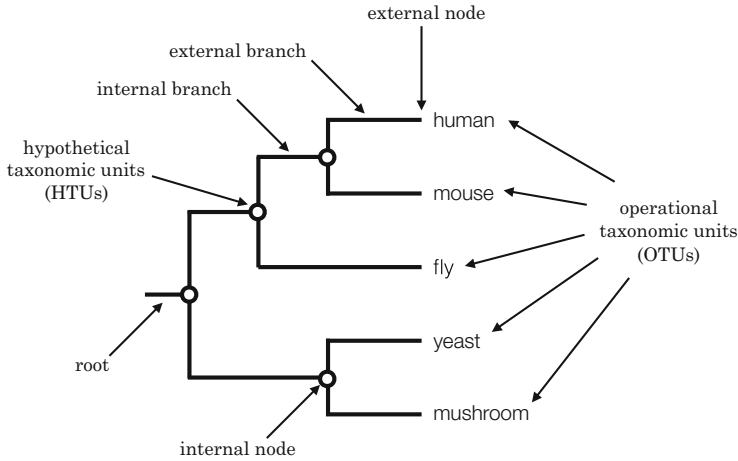 external node
external branch
internal branch
human
hypothetical
taxonomic units
(HTUs)
mouse
operational
taxonomic units
(OTUs)
fly
yeast
root
mushroom
internal node